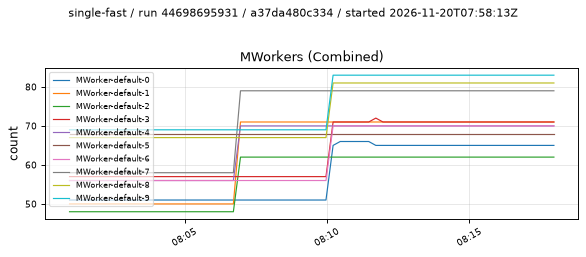 single-fast / run 44698695931 / a37da480c334 / started 2026-11-20T07:58:13Z
MWorkers (Combined)
count
80
70
60
50
MWorker-default-0
MWorker-default-1
MWorker-default-2
MWorker-default-3
MWorker-default-4
MWorker-default-5
MWorker-default-6
MWorker-default-7
MWorker-default-8
MWorker-default-9
08:05
08:10
08:15